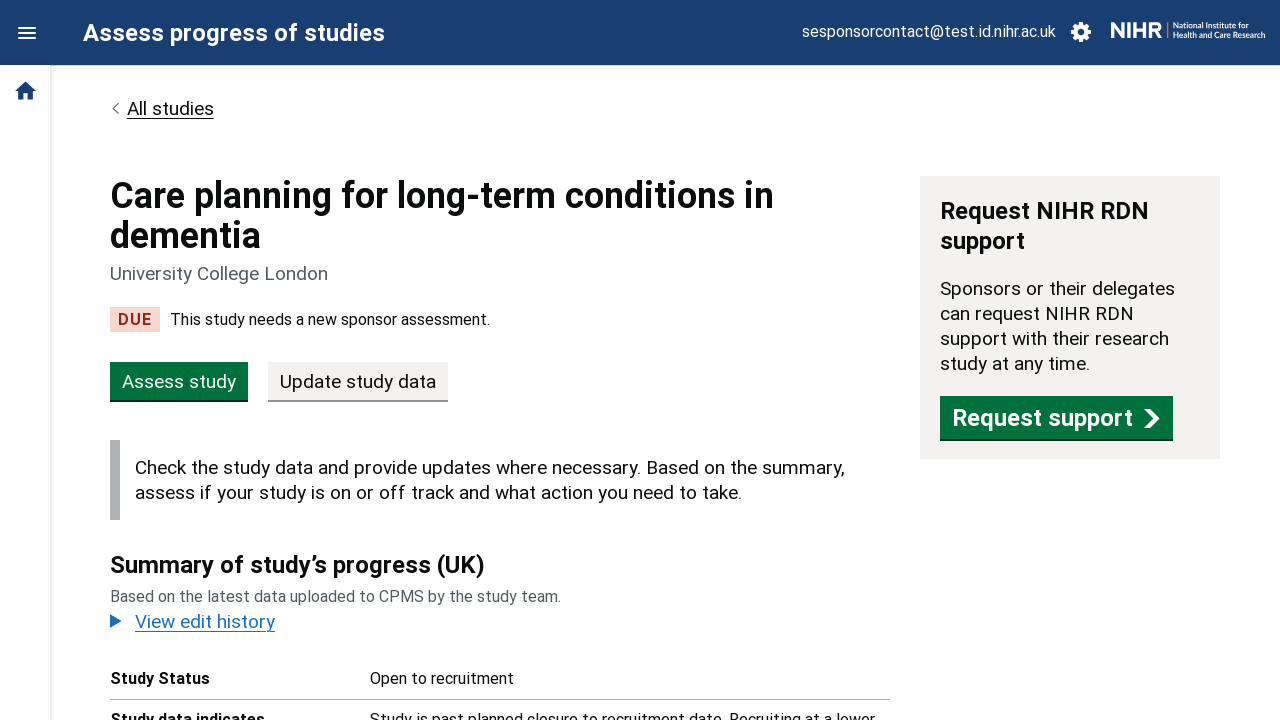 Assess progress of studies
sesponsorcontact@test.id.nihr.ac.uk
NIHR | National Institute for
Health and Care Research
All studies
Care planning for long-term conditions in
dementia
University College London
DUE This study needs a new sponsor assessment.
Assess study
Update study data
Check the study data and provide updates where necessary. Based on the summary,
assess if your study is on or off track and what action you need to take.
Summary of study’s progress (UK)
Based on the latest data uploaded to CPMS by the study team.
View edit history
Study Status Open to recruitment
Study data indicates Study is past planned closure to recruitment date, Recruiting at a lower
Request NIHR RDN
support
Sponsors or their delegates
can request NIHR RDN
support with their research
study at any time.
Request support